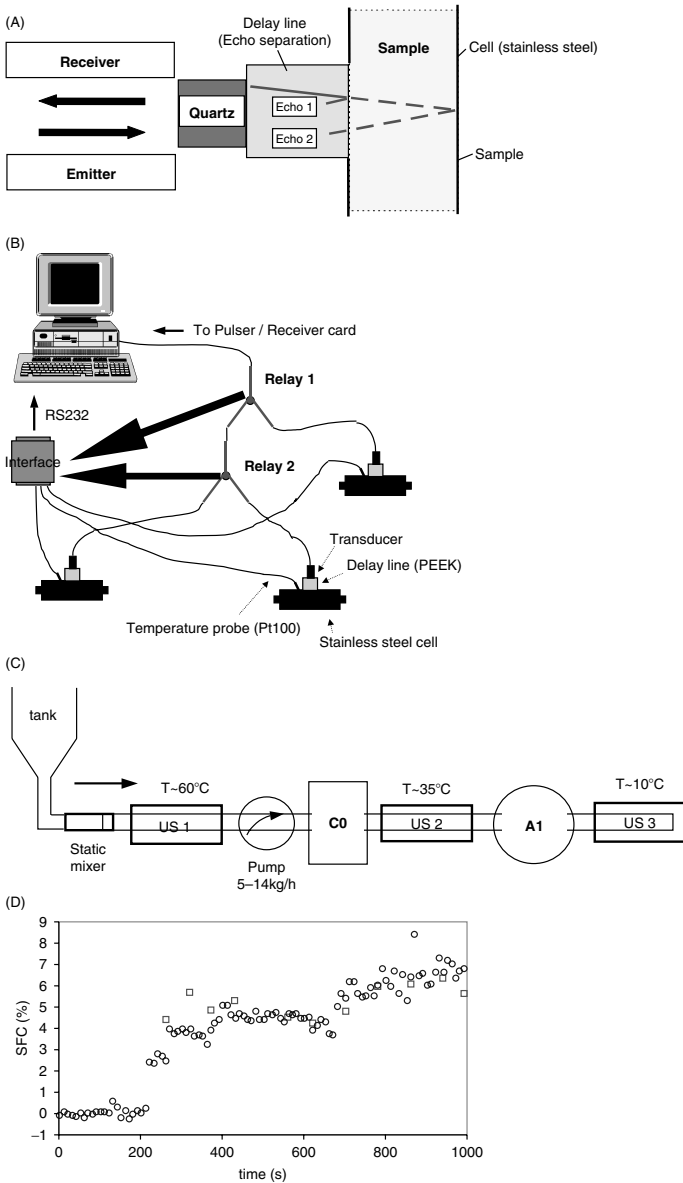 (A)
Delay line
(Echo separation)
Sample
Cell (stainless steel)
Receiver
Quartz
Echo 1
Echo 2
Sample
Emitter
(B)
To Pulser / Receiver card
Relay 1
RS232
Interface
Relay 2
Transducer
Delay line (PEEK)
Temperature probe (Pt100)
Stainless steel cell
(C)
tank
T~60°C
T~35°C
T~10°C
US 1
C0
US 2
A1
US 3
Static
mixer
Pump
5–14kg/h
(D)
9
8
7
6
5
4
3
2
1
0
–1
SFC (%)
0
200
400
600
800
1000
time (s)